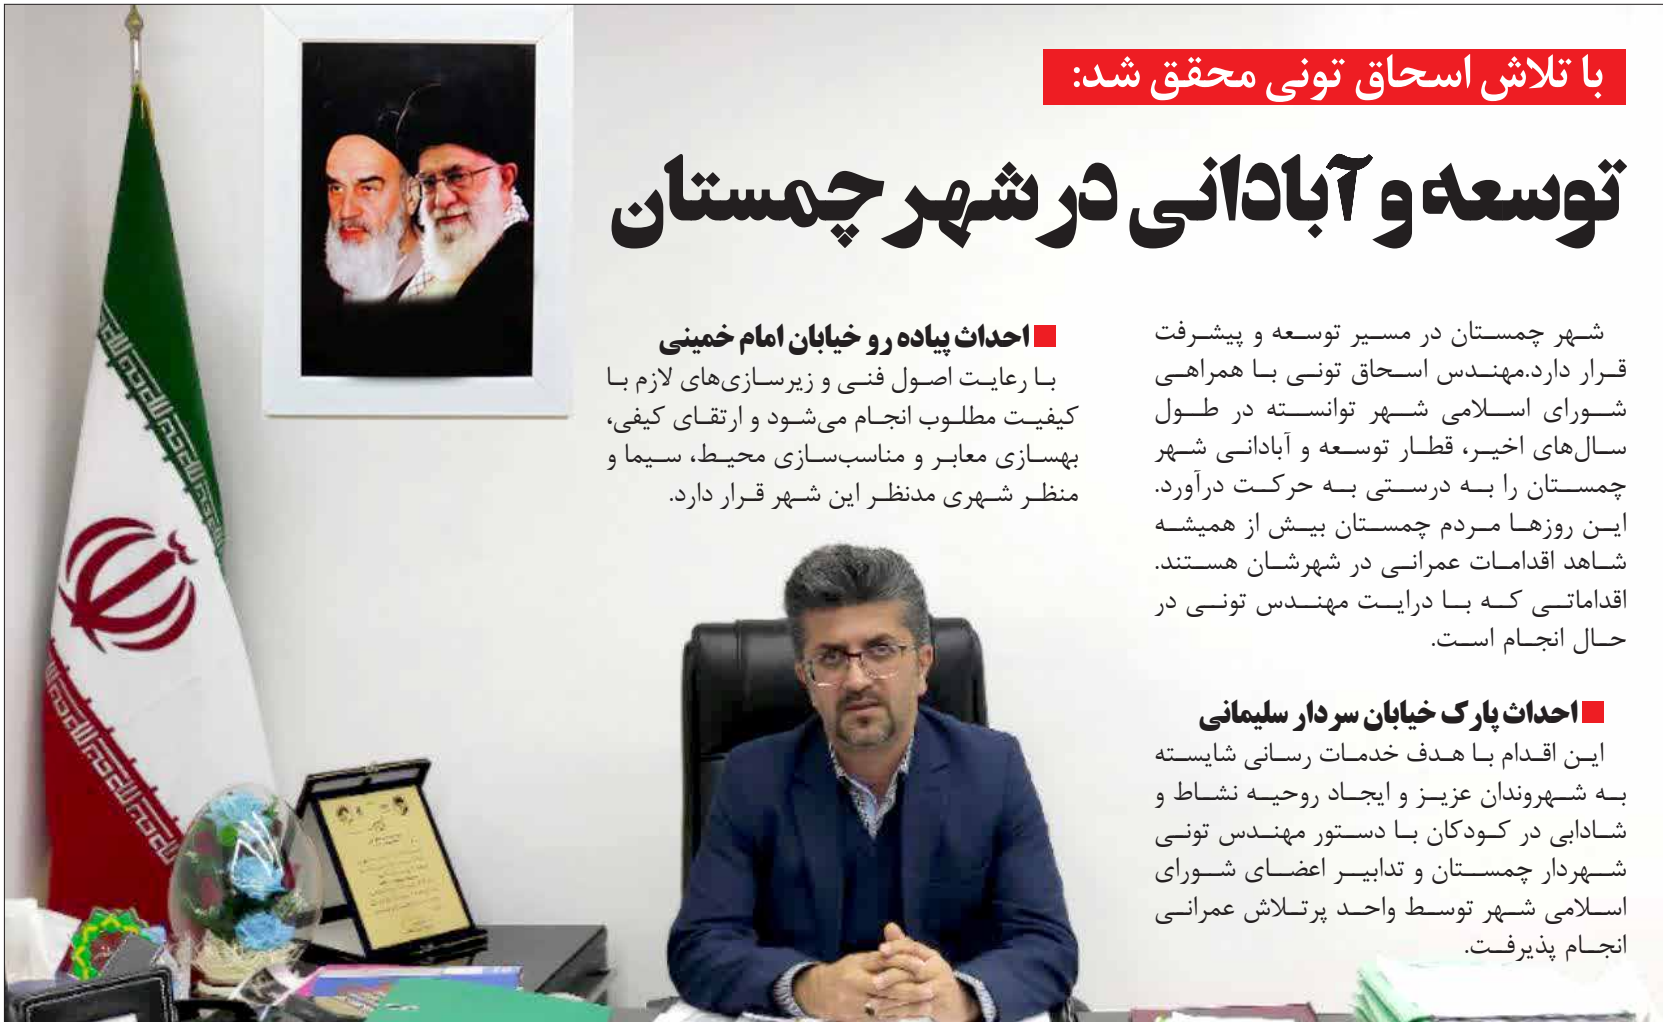 با تلاش اسحاق تونی محقق شد:
توسعه و آبادانی در شهر چمستان
شهر چمستان در مسیر توسعه و پیشرفت
قرار دارد.مهندس اسحاق تونی با همراهی
شورای اسلامی شهر توانسته در طول
سال‌های اخیر، قطار توسعه و آبادانی شهر
چمستان را به درستی به حرکت درآورد.
این روزها مردم چمستان بیش از همیشه
شاهد اقدامات عمرانی در شهرشان هستند.
اقداماتی که با درایت مهندس تونی در
حال انجام است.
احداث پارک خیابان سردار سلیمانی
این اقدام با هدف خدمات رسانی شایسته
به شهروندان عزیز و ایجاد روحیه نشاط و
شادابی در کودکان با دستور مهندس تونی
شهردار چمستان و تدابیر اعضای شورای
اسلامی شهر توسط واحد پرتلاش عمرانی
انجام پذیرفت.
احداث پیاده رو خیابان امام خمینی
با رعایت اصول فنی و زیرسازی‌های لازم با
کیفیت مطلوب انجام می‌شود و ارتقای کیفی،
بهسازی معابر و مناسب‌سازی محیط، سیما و
منظر شهری مدنظر این شهر قرار دارد.